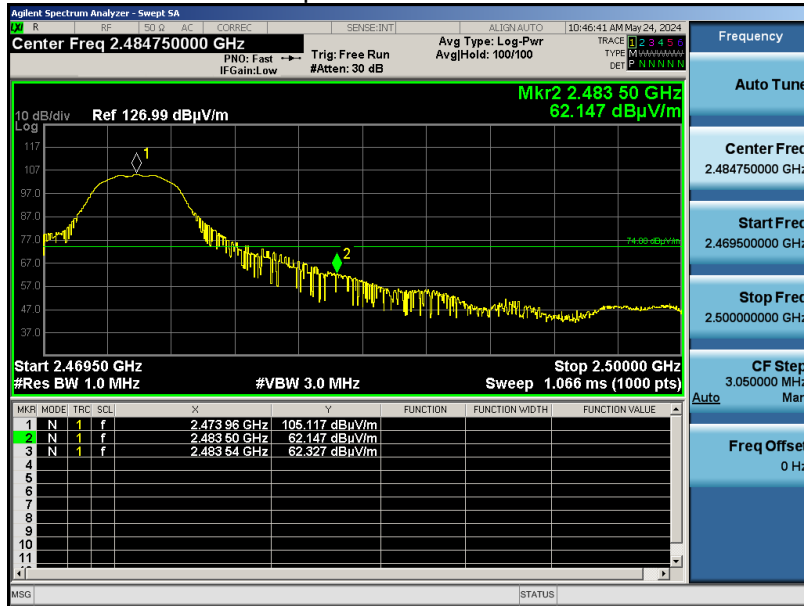 Agilent Spectrum Analyzer - Swept SA
LXI R RF 50 Ω AC CORREC SENSE:INT ALIGN AUTO 10:46:41 AM May 24, 2024
Center Freq 2.484750000 GHz
PNO: Fast
IFGain:Low
Trig: Free Run
#Atten: 30 dB
Avg Type: Log-Pwr
Avg|Hold: 100/100
TRACE 1 2 3 4 5 6
TYPE M
DET P N N N N N
Mkr2 2.483 50 GHz
62.147 dBµV/m
10 dB/div Ref 126.99 dBµV/m
Log
117
107
97.0
87.0
77.0
67.0
57.0
47.0
37.0
1
2
74.00 dBµV/m
Start 2.46950 GHz Stop 2.50000 GHz
#Res BW 1.0 MHz #VBW 3.0 MHz Sweep 1.066 ms (1000 pts)
MKR MODE TRC SCL X Y FUNCTION FUNCTION WIDTH FUNCTION VALUE
1 N 1 f 2.473 96 GHz 105.117 dBµV/m
2 N 1 f 2.483 50 GHz 62.147 dBµV/m
3 N 1 f 2.483 54 GHz 62.327 dBµV/m
4
5
6
7
8
9
10
11
MSG STATUS
Frequency
Auto Tune
Center Freq
2.484750000 GHz
Start Freq
2.469500000 GHz
Stop Freq
2.500000000 GHz
CF Step
3.050000 MHz
Auto Man
Freq Offset
0 Hz